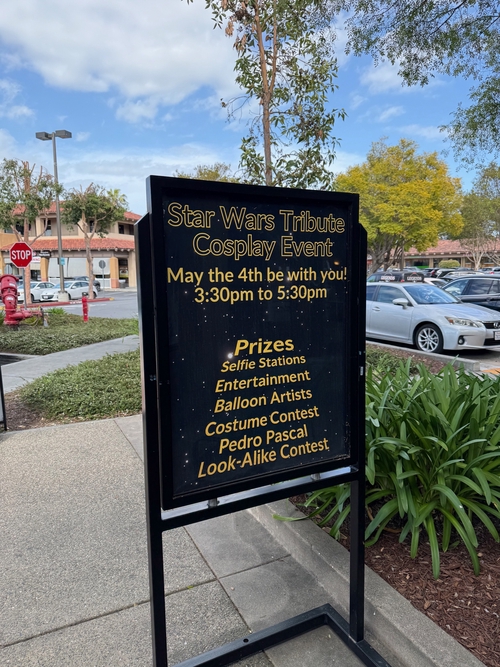 STOP
Star Wars Tribute
Cosplay Event
May the 4th be with you!
3:30pm to 5:30pm
Prizes
Selfie Stations
Entertainment
Balloon Artists
Costume Contest
Pedro Pascal
Look-Alike Contest